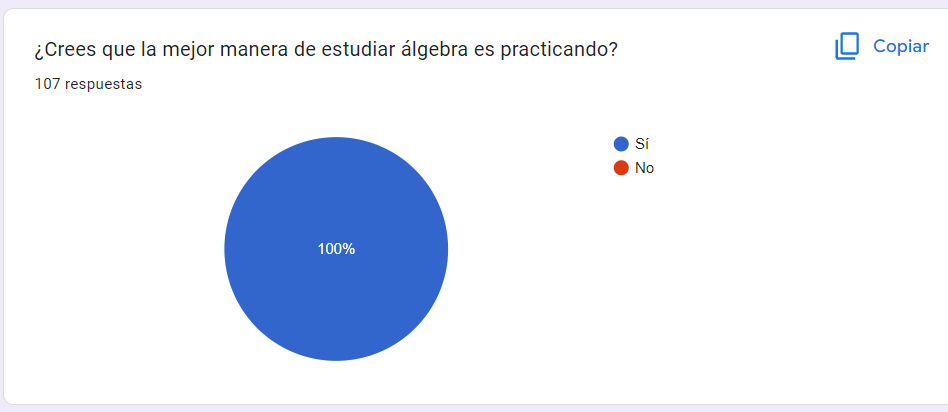 ¿Crees que la mejor manera de estudiar álgebra es practicando?
Copiar
107 respuestas
Sí
No
100%